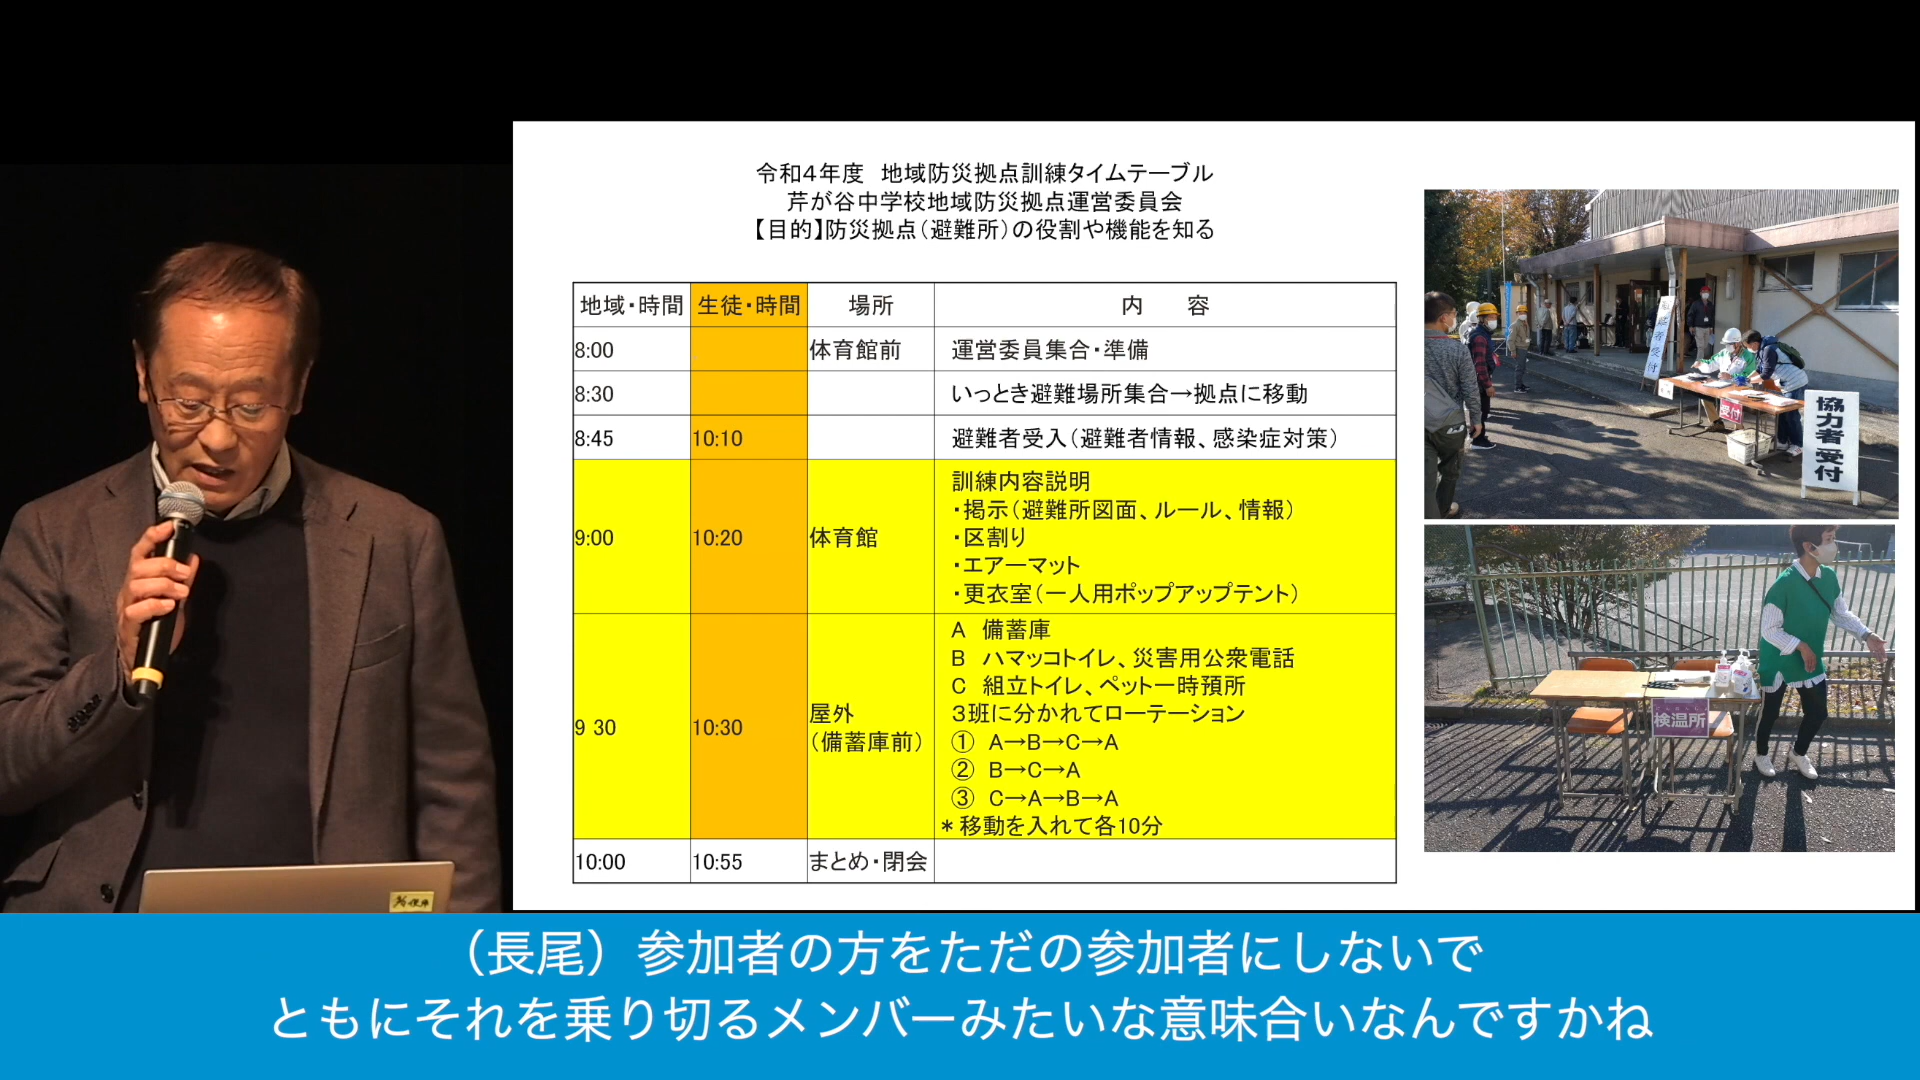 令和4年度　地域防災拠点訓練タイムテーブル
芹が谷中学校地域防災拠点運営委員会
【目的】防災拠点（避難所）の役割や機能を知る
地域・時間 生徒・時間 場所 内　容
8:00 体育館前 運営委員集合・準備
8:30 いっとき避難場所集合→拠点に移動
8:45 10:10 避難者受入（避難者情報、感染症対策）
9:00 10:20 体育館
訓練内容説明
・掲示（避難所図面、ルール、情報）
・区割り
・エアーマット
・更衣室（一人用ポップアップテント）
9 30 10:30 屋外
（備蓄庫前）
A 備蓄庫
B ハマッコトイレ、災害用公衆電話
C 組立トイレ、ペット一時預所
3班に分かれてローテーション
① A→B→C→A
② B→C→A
③ C→A→B→A
＊移動を入れて各10分
10:00 10:55 まとめ・閉会
避難者受付
受付
協力者受付
検温所
（長尾）参加者の方をただの参加者にしないで
ともにそれを乗り切るメンバーみたいな意味合いなんですかね